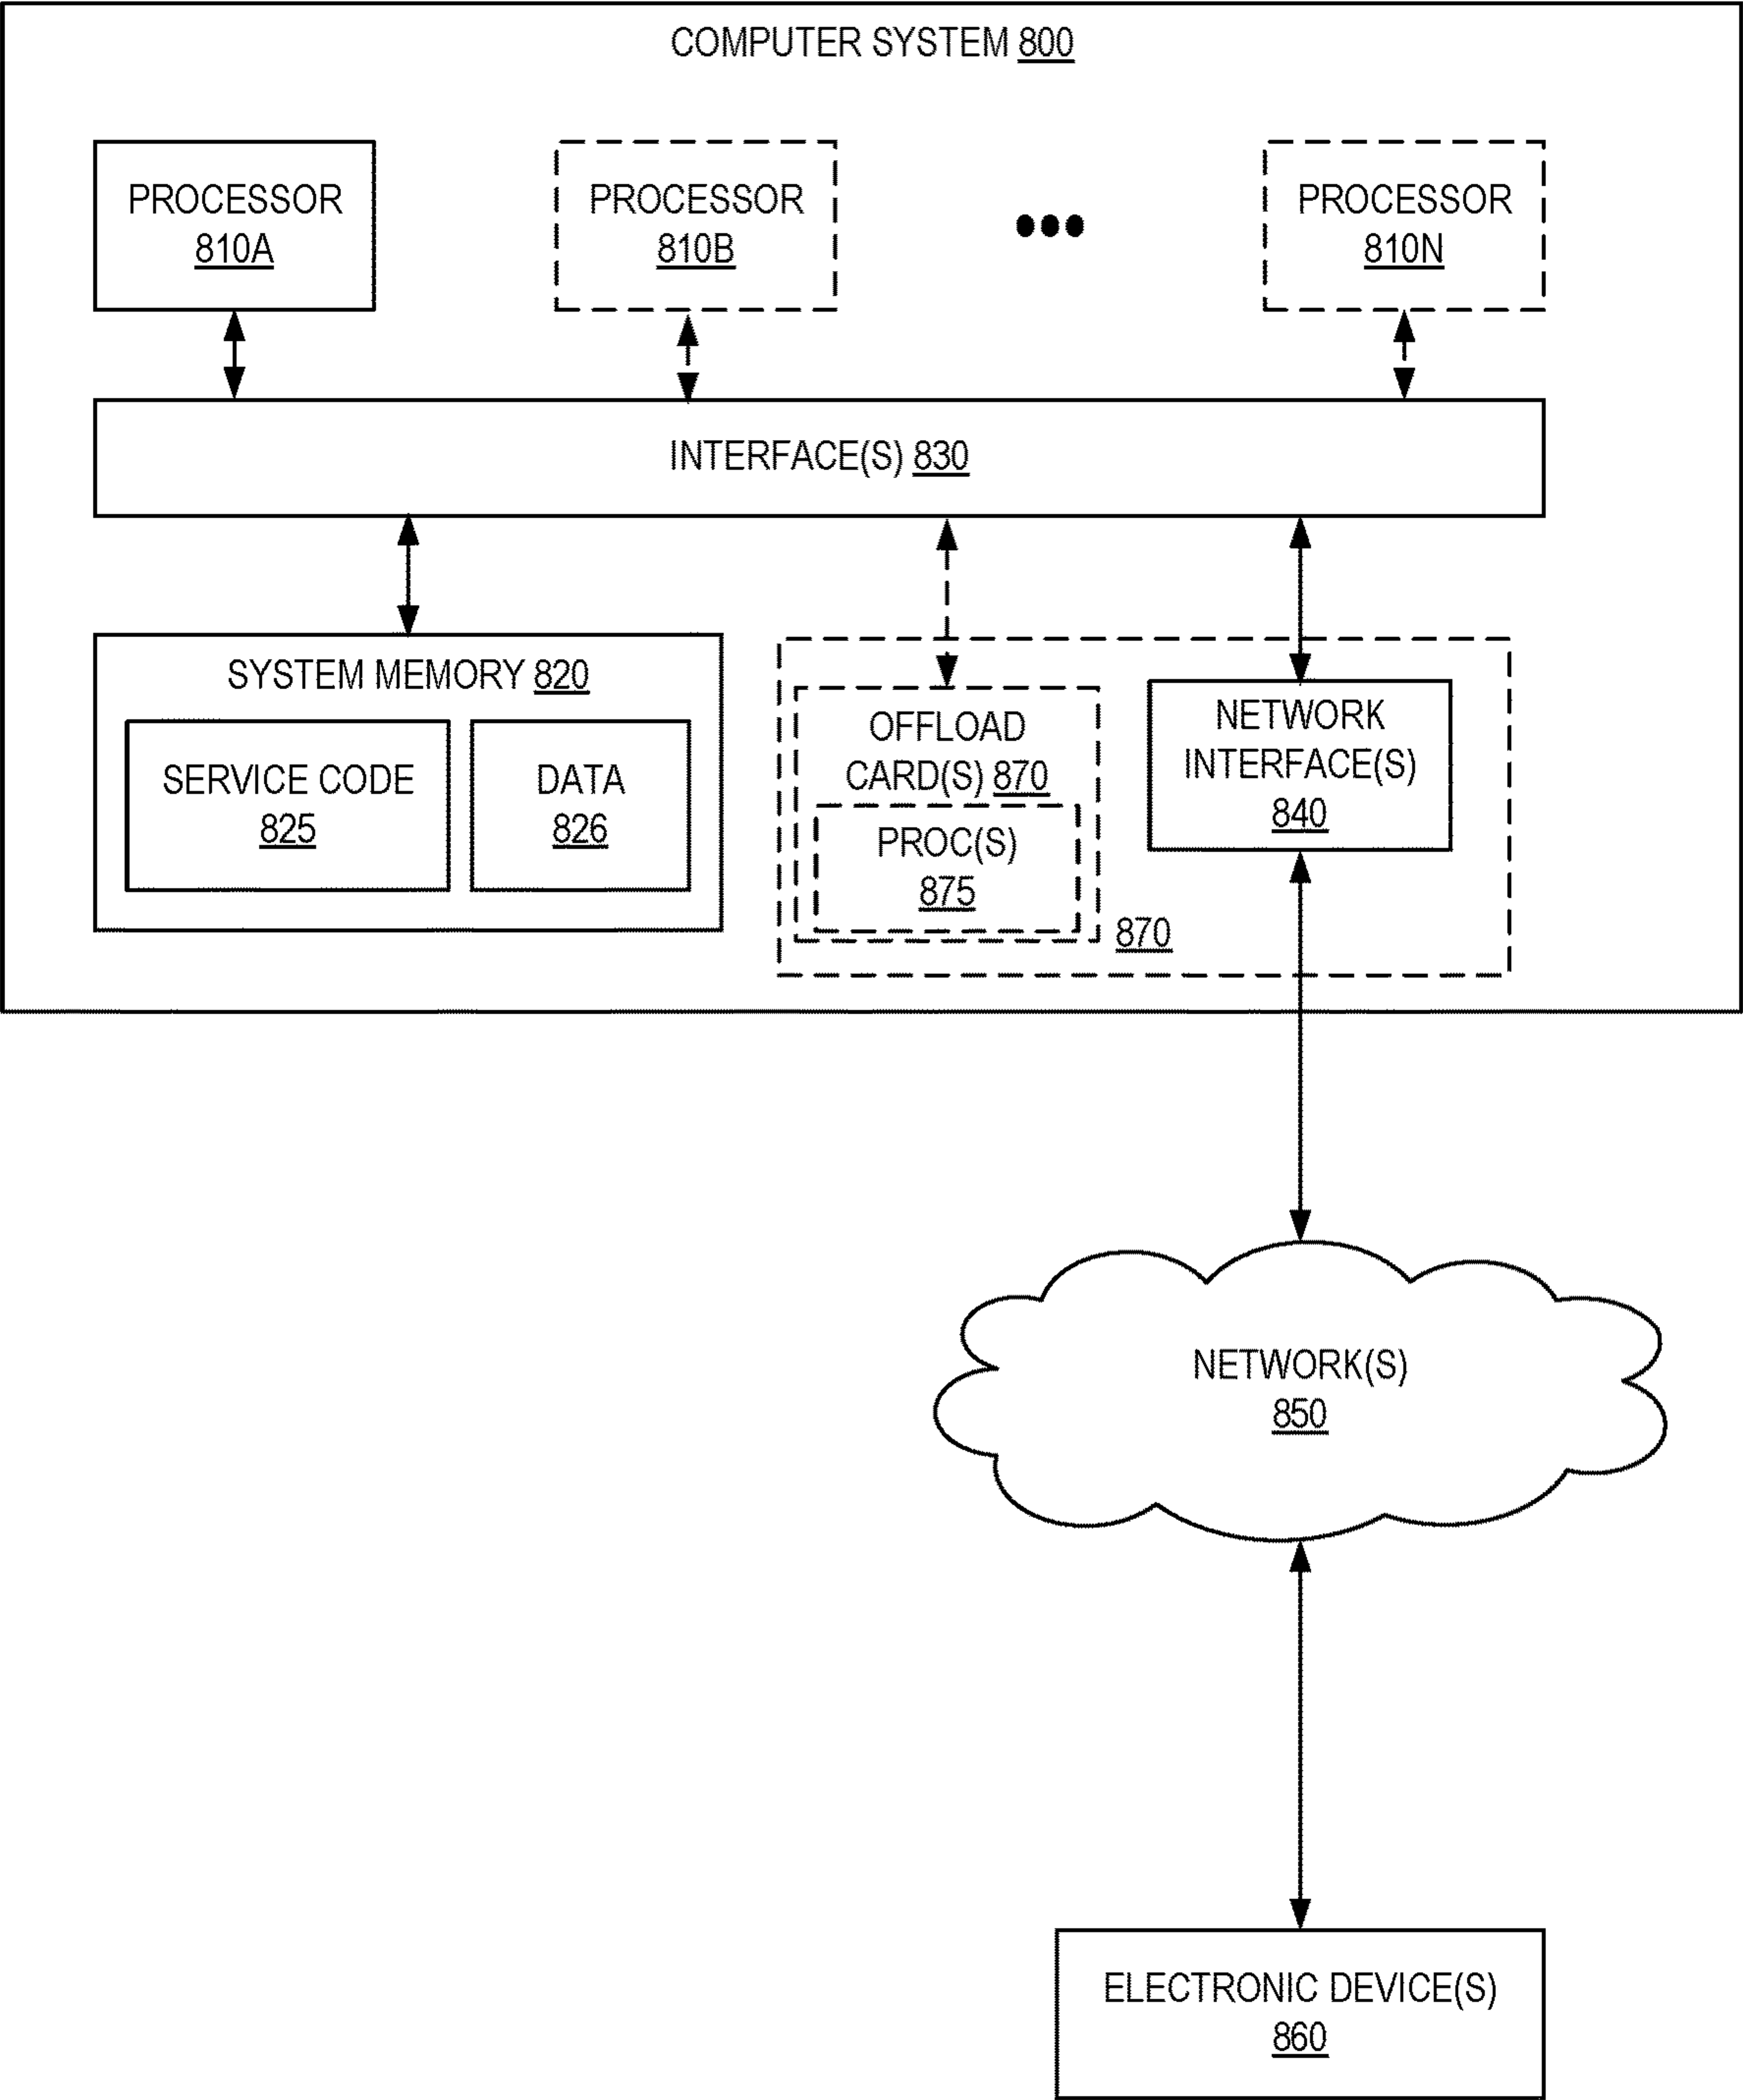 COMPUTER SYSTEM 800
PROCESSOR
810A
PROCESSOR
810B
PROCESSOR
810N
INTERFACE(S) 830
SYSTEM MEMORY 820
SERVICE CODE
825
DATA
826
OFFLOAD
CARD(S) 870
PROC(S)
875
870
NETWORK
INTERFACE(S)
840
NETWORK(S)
850
ELECTRONIC DEVICE(S)
860